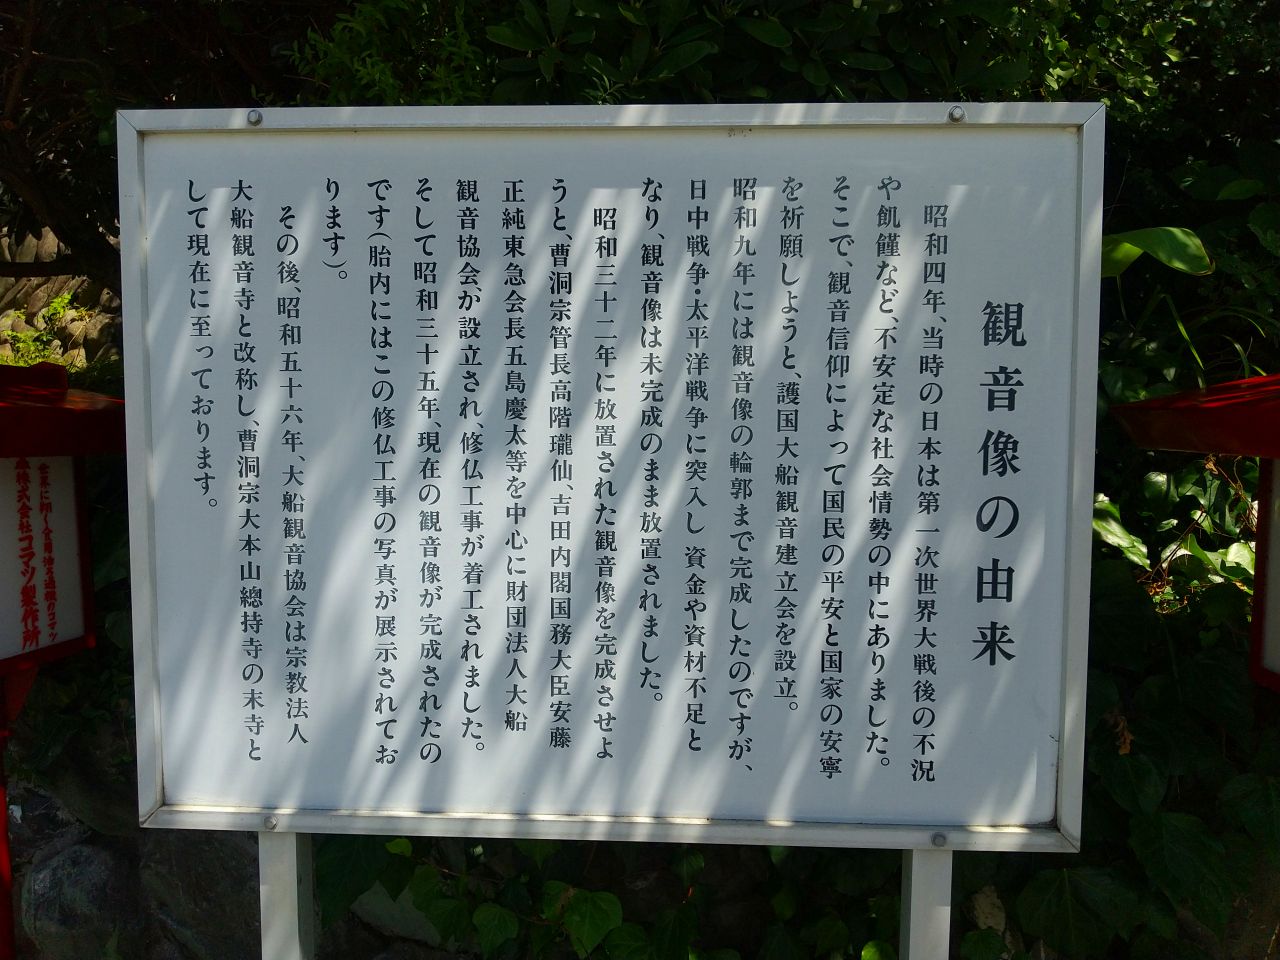 観音像の由来
昭和四年、当時の日本は第一次世界大戦後の不況
や飢饉など、不安定な社会情勢の中にありました。
そこで、観音信仰によって国民の平安と国家の安寧
を祈願しようと、護国大船観音建立会を設立。
昭和九年には観音像の輪郭まで完成したのですが、
日中戦争・太平洋戦争に突入し資金や資材不足と
なり、観音像は未完成のまま放置されました。
昭和三十二年に放置された観音像を完成させよ
うと、曹洞宗管長高階瓏仙、吉田内閣国務大臣安藤
正純東急会長五島慶太等を中心に財団法人大船
観音協会、か設立され、修仏工事が着工されました。
そして昭和三十五年、現在の観音像が完成されたの
です(胎内にはこの修仏工事の写真が展示されてお
ります)。
その後、昭和五十六年、大船観音協会は宗教法人
大船観音寺と改称し、曹洞宗大本山總持寺の末寺と
して現在に至っております。
株式会社コマツ製作所